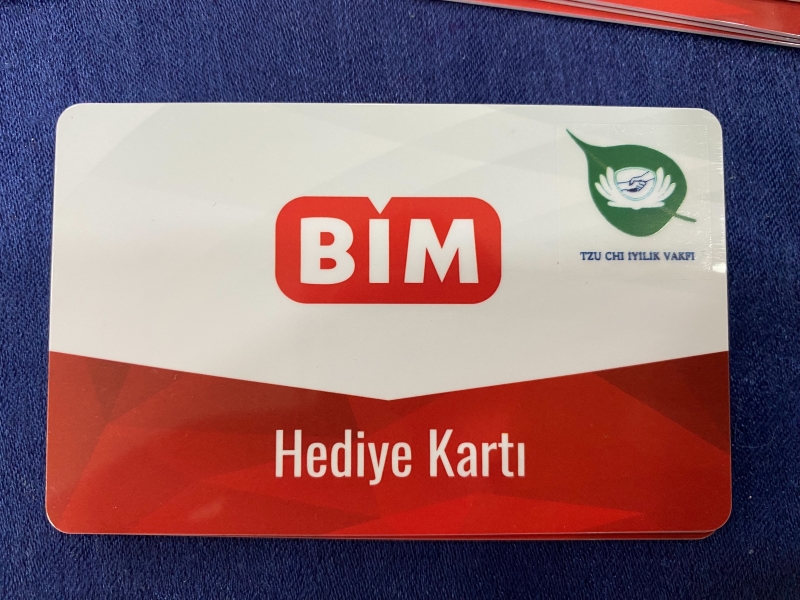 BİM
TZU CHI IYILIK VAKFI
Hediye Kartı